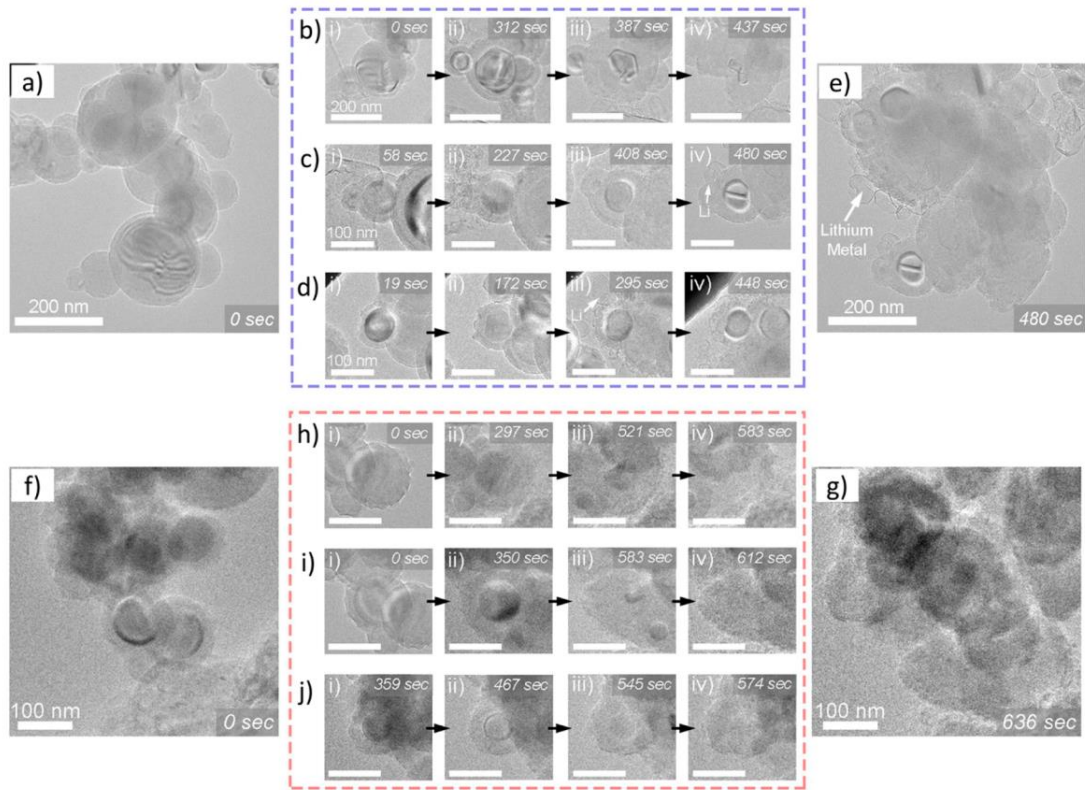 a)
200 nm
0 sec
b)
i)
0 sec
200 nm
ii)
312 sec
iii)
387 sec
iv)
437 sec
c)
i)
58 sec
100 nm
ii)
227 sec
iii)
408 sec
iv)
480 sec
Li
d)
i)
19 sec
100 nm
ii)
172 sec
iii)
295 sec
Li
iv)
448 sec
e)
Lithium
Metal
200 nm
480 sec
f)
100 nm
0 sec
h)
i)
0 sec
ii)
297 sec
iii)
521 sec
iv)
583 sec
i)
i)
0 sec
ii)
350 sec
iii)
583 sec
iv)
612 sec
j)
i)
359 sec
ii)
467 sec
iii)
545 sec
iv)
574 sec
g)
100 nm
636 sec